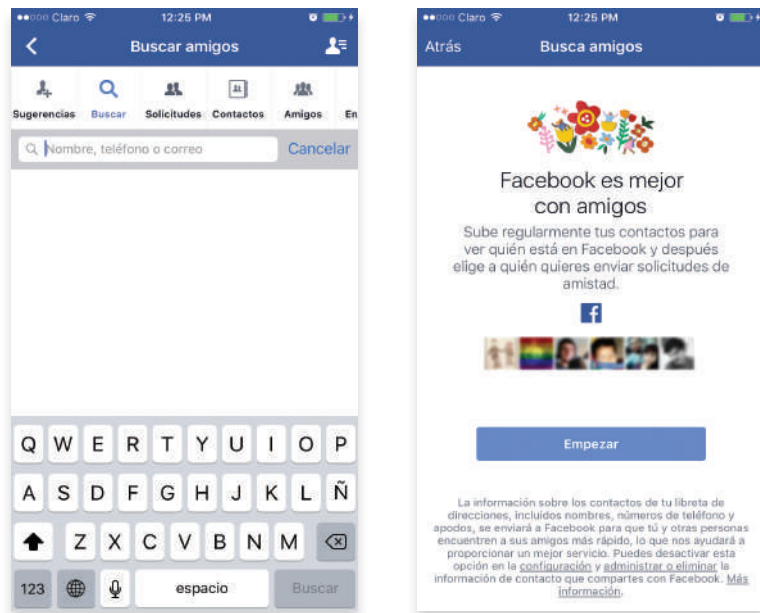 Claro 12:25 PM
Buscar amigos
Sugerencias Buscar Solicitudes Contactos Amigos En
Nombre, teléfono o correo Cancelar
Q W E R T Y U I O P
A S D F G H J K L Ñ
Z X C V B N M
123 espacio Buscar
Claro 12:25 PM
Atrás Busca amigos
Facebook es mejor
con amigos
Sube regularmente tus contactos para
ver quién está en Facebook y después
elige a quién quieres enviar solicitudes de
amistad.
f
Empezar
La información sobre los contactos de tu libreta de
direcciones, incluidos nombres, números de teléfono y
apodos, se enviará a Facebook para que tú y otras personas
encuentren a sus amigos más rápido, lo que nos ayudará a
proporcionar un mejor servicio. Puedes desactivar esta
opción en la configuración y administrar o eliminar la
información de contacto que compartes con Facebook. Más
información.